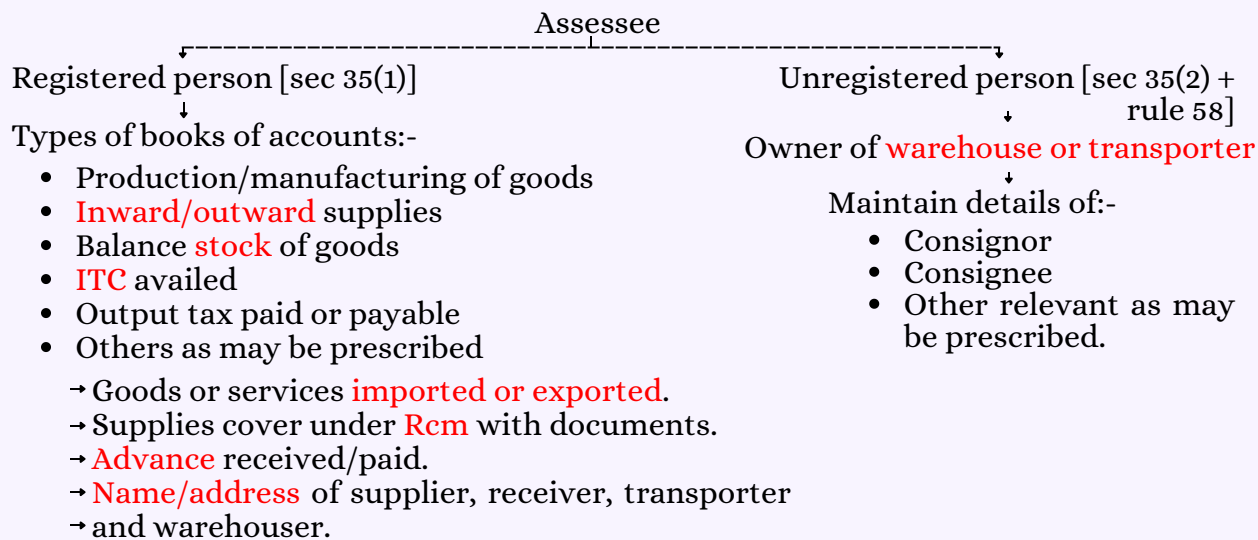 Assessee
Registered person [sec 35(1)]
Types of books of accounts:-
• Production/manufacturing of goods
• Inward/outward supplies
• Balance stock of goods
• ITC availed
• Output tax paid or payable
• Others as may be prescribed
→ Goods or services imported or exported.
→ Supplies cover under Rcm with documents.
→ Advance received/paid.
→ Name/address of supplier, receiver, transporter
→ and warehouser.
Unregistered person [sec 35(2) +
rule 58]
Owner of warehouse or transporter
Maintain details of:-
• Consignor
• Consignee
• Other relevant as may
be prescribed.